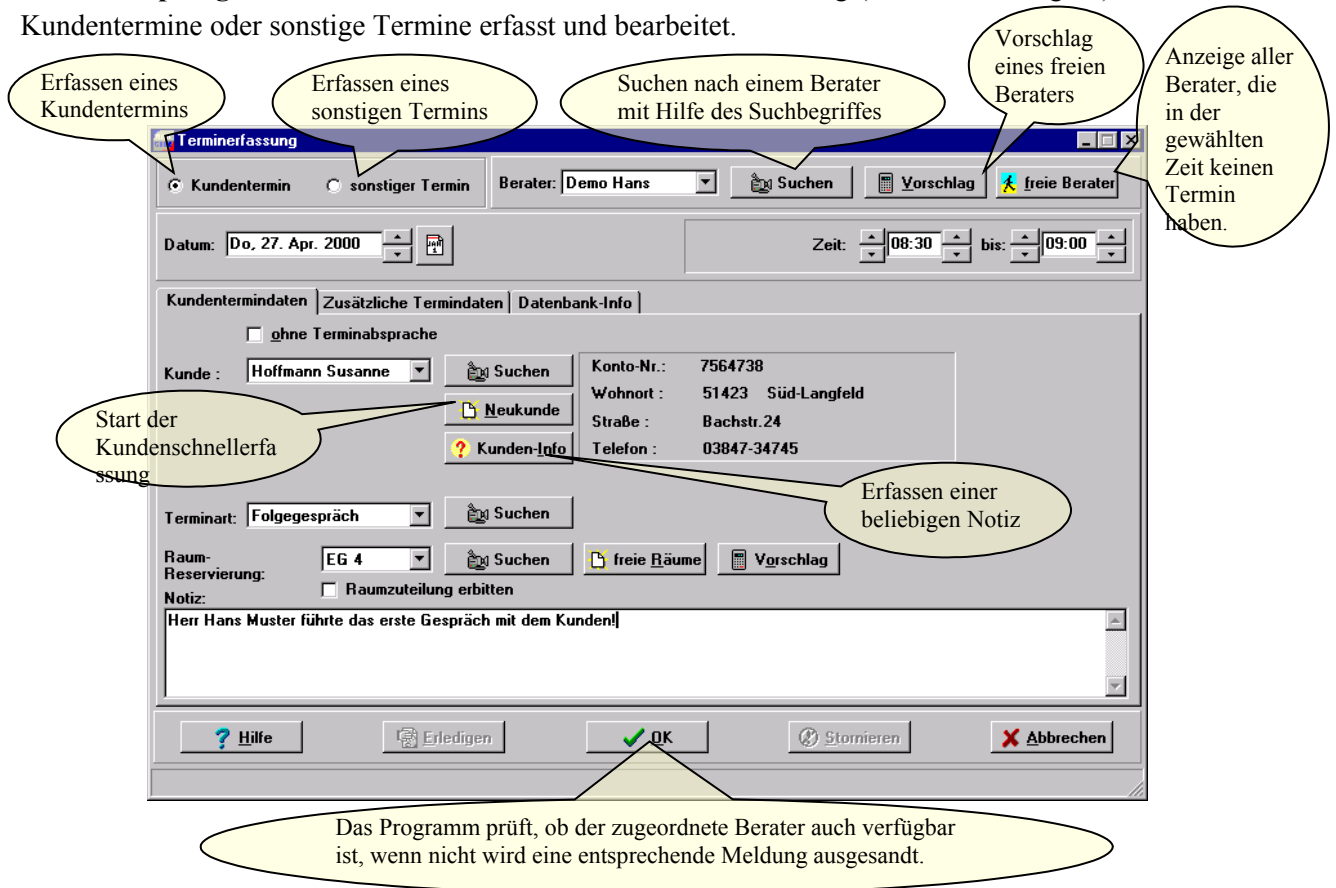 Kundentermine oder sonstige Termine erfasst und bearbeitet.
Erfassen eines
Kundentermins
Erfassen eines
sonstigen Termins
Suchen nach einem Berater
mit Hilfe des Suchbegriffes
Vorschlag
eines freien
Beraters
Anzeige aller
Berater, die
in der
gewählten
Zeit keinen
Termin
haben.
Terminerfassung
Kundentermin sonstiger Termin Berater: Demo Hans Suchen Vorschlag freie Berater
Datum: Do, 27. Apr. 2000 Zeit: 08:30 bis: 09:00
Kundentermindaten Zusätzliche Termindaten Datenbank-Info
ohne Terminabsprache
Kunde : Hoffmann Susanne Suchen Konto-Nr.: 7564738
Wohnort : 51423 Süd-Langfeld
Neukunde
Straße : Bachstr.24
Kunden-Info Telefon : 03847-34745
Start der
Kundenschnellerfa
ssung
Erfassen einer
beliebigen Notiz
Terminart: Folgegespräch Suchen
Raum-
Reservierung: EG 4 Suchen freie Räume Vorschlag
Raumzuteilung erbitten
Notiz:
Herr Hans Muster führte das erste Gespräch mit dem Kunden!
Hilfe Erledigen OK Stornieren Abbrechen
Das Programm prüft, ob der zugeordnete Berater auch verfügbar
ist, wenn nicht wird eine entsprechende Meldung ausgesandt.